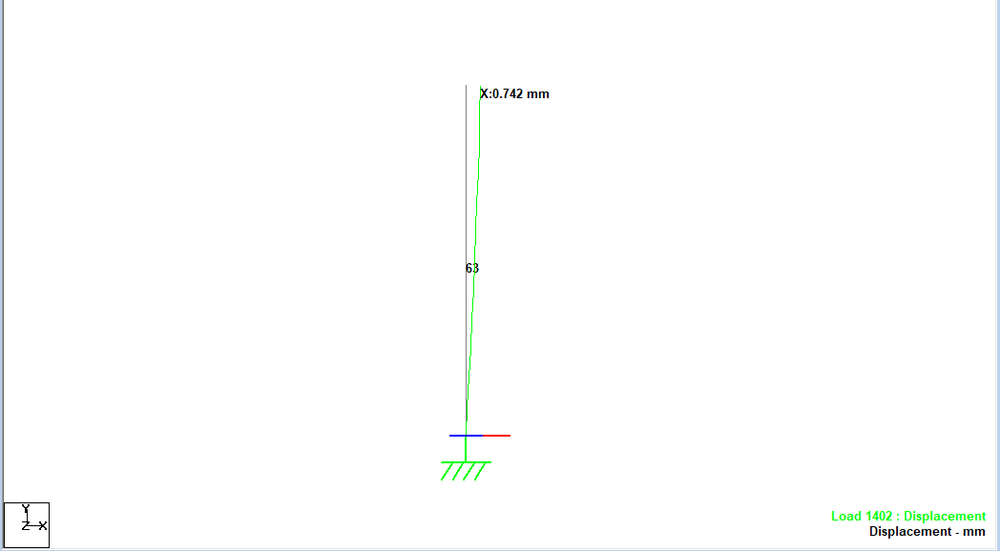 X:0.742 mm
63
Y
Z X
Load 1402 : Displacement
Displacement - mm